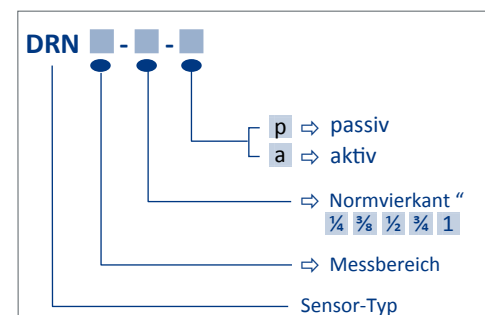 DRN - -
p ⇨ passiv
a ⇨ aktiv
⇨ Normvierkant “
¼ ⅜ ½ ¾ 1
⇨ Messbereich
Sensor-Typ